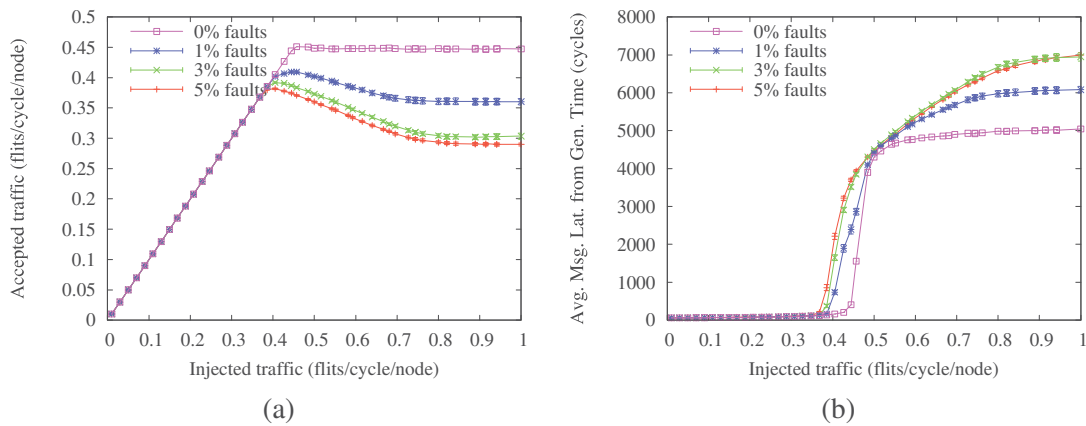 0.5
0.45
0.4
0.35
0.3
0.25
0.2
0.15
0.1
0.05
0
Accepted traffic (flits/cycle/node)
0% faults
1% faults
3% faults
5% faults
0 0.1 0.2 0.3 0.4 0.5 0.6 0.7 0.8 0.9 1
Injected traffic (flits/cycle/node)
(a)
8000
7000
6000
5000
4000
3000
2000
1000
0
Avg. Msg. Lat. from Gen. Time (cycles)
0% faults
1% faults
3% faults
5% faults
0 0.1 0.2 0.3 0.4 0.5 0.6 0.7 0.8 0.9 1
Injected traffic (flits/cycle/node)
(b)